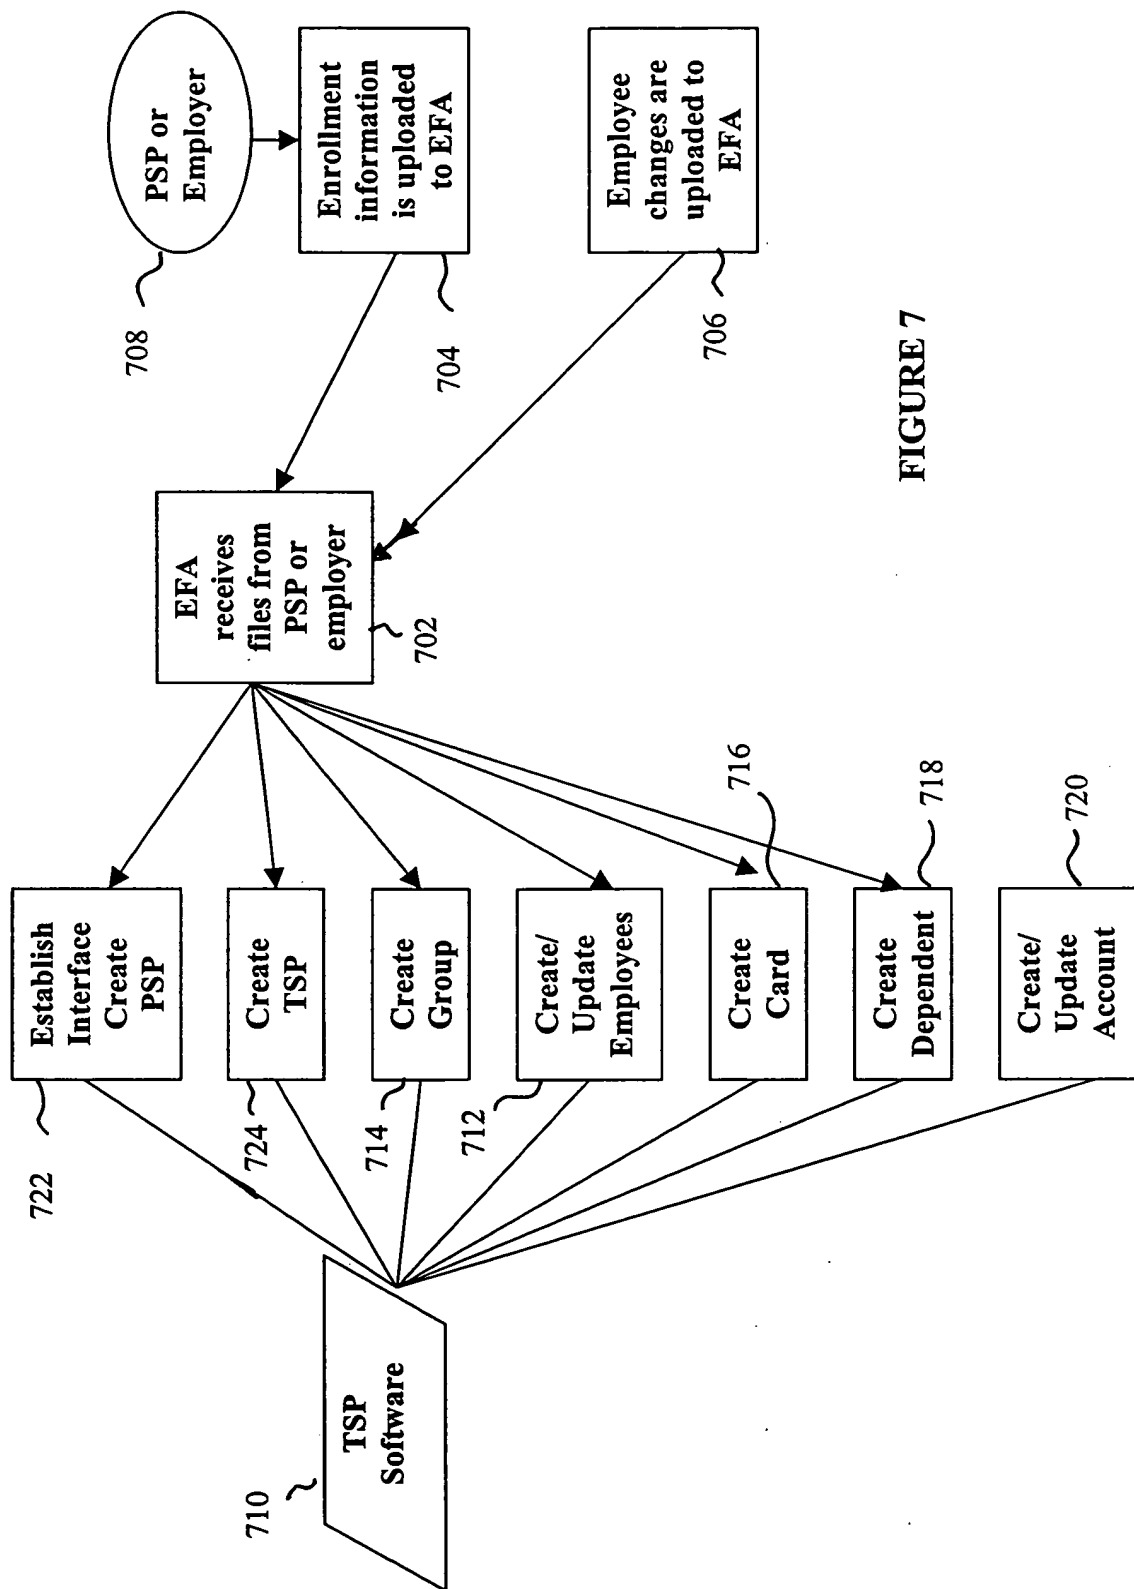 PSP or
Employer
708
Enrollment
information
is uploaded
to EFA
704
Employee
changes are
uploaded to
EFA
706
EFA
receives
files from
PSP or
employer
702
Establish
Interface
Create
PSP
722
Create
TSP
724
Create
Group
714
Create/
Update
Employees
712
Create
Card
716
Create
Dependent
718
Create/
Update
Account
720
TSP
Software
710
FIGURE 7